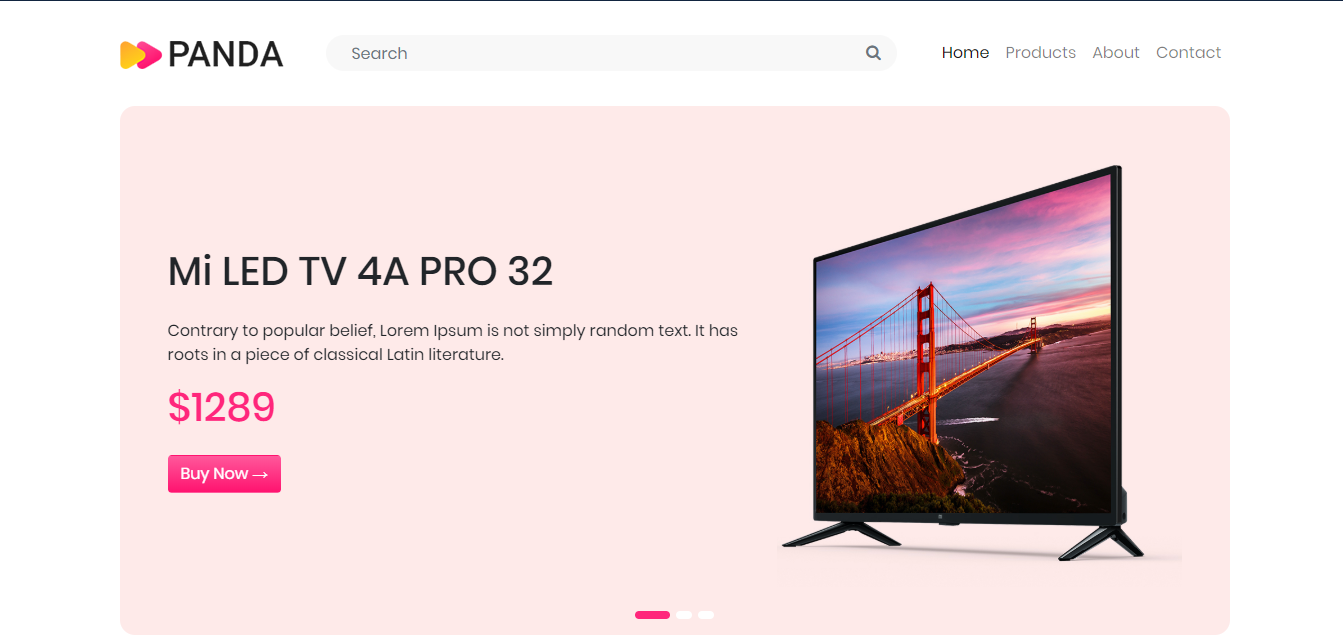 PANDA
Search
Home Products About Contact
Mi LED TV 4A PRO 32
Contrary to popular belief, Lorem Ipsum is not simply random text. It has
roots in a piece of classical Latin literature.
$1289
Buy Now →